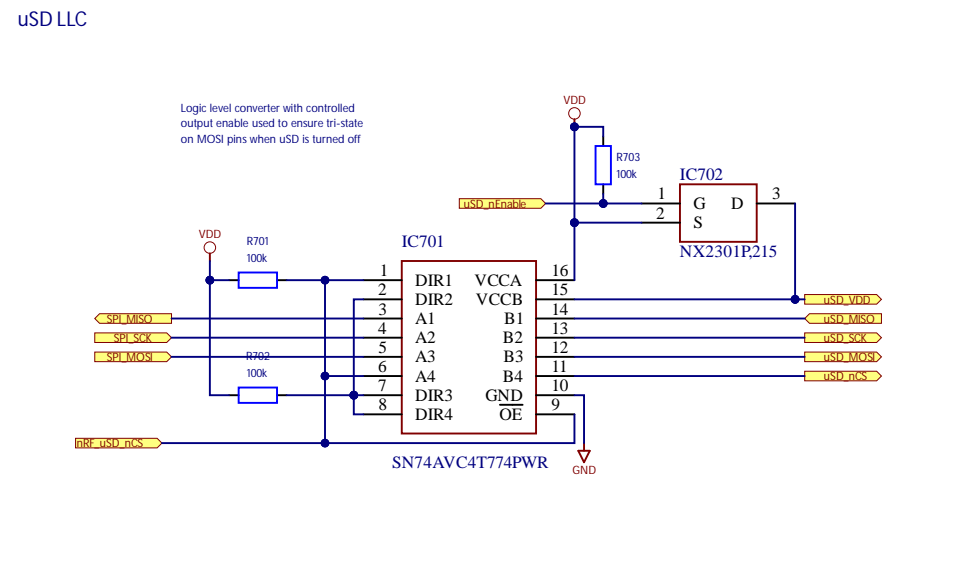 uSD LLC
Logic level converter with controlled
output enable used to ensure tri-state
on MOSI pins when uSD is turned off
VDD
R703
100k
IC702
uSD_nEnable
1
G
D
3
2
S
NX2301P,215
VDD
R701
100k
IC701
1
DIR1
VCCA
16
2
DIR2
VCCB
15
uSD_VDD
SPI_MISO
3
A1
B1
14
uSD_MISO
SPI_SCK
4
A2
B2
13
uSD_SCK
SPI_MOSI
R702
5
A3
B3
12
uSD_MOSI
100k
6
A4
B4
11
uSD_nCS
7
DIR3
GND
10
8
DIR4
OE
9
nRF_uSD_nCS
SN74AVC4T774PWR
GND